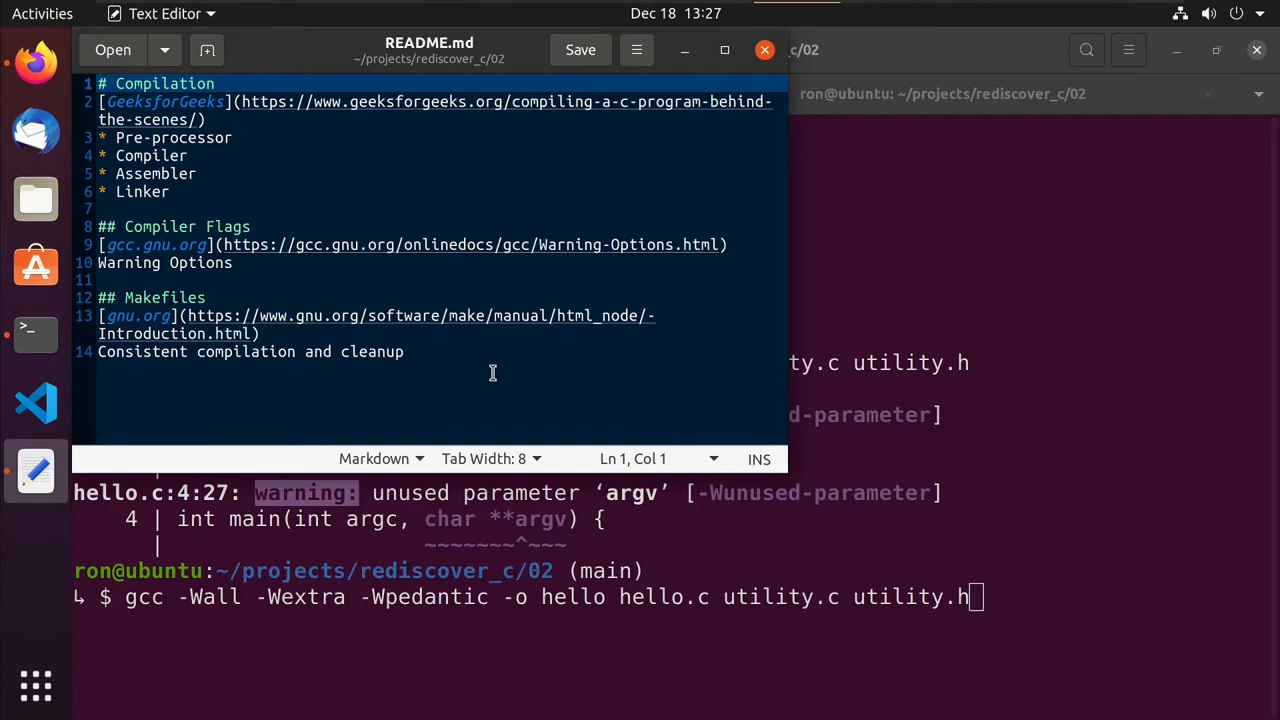 Activities
Text Editor
Dec 18 13:27
Open
README.md
~/projects/rediscover_c/02
Save
_c/02
ron@ubuntu: ~/projects/rediscover_c/02
1 # Compilation
2 [GeeksforGeeks](https://www.geeksforgeeks.org/compiling-a-c-program-behind-
the-scenes/)
3 * Pre-processor
4 * Compiler
5 * Assembler
6 * Linker
7
8 ## Compiler Flags
9 [gcc.gnu.org](https://gcc.gnu.org/onlinedocs/gcc/Warning-Options.html)
10 Warning Options
11
12 ## Makefiles
13 [gnu.org](https://www.gnu.org/software/make/manual/html_node/-
Introduction.html)
14 Consistent compilation and cleanup
Markdown
Tab Width: 8
Ln 1, Col 1
INS
ty.c utility.h
used-parameter]
|
hello.c:4:27: warning: unused parameter ‘argv’ [-Wunused-parameter]
4 | int main(int argc, char **argv) {
| ~~~~~~~^~~~
ron@ubuntu:~/projects/rediscover_c/02 (main)
↳ $ gcc -Wall -Wextra -Wpedantic -o hello hello.c utility.c utility.h